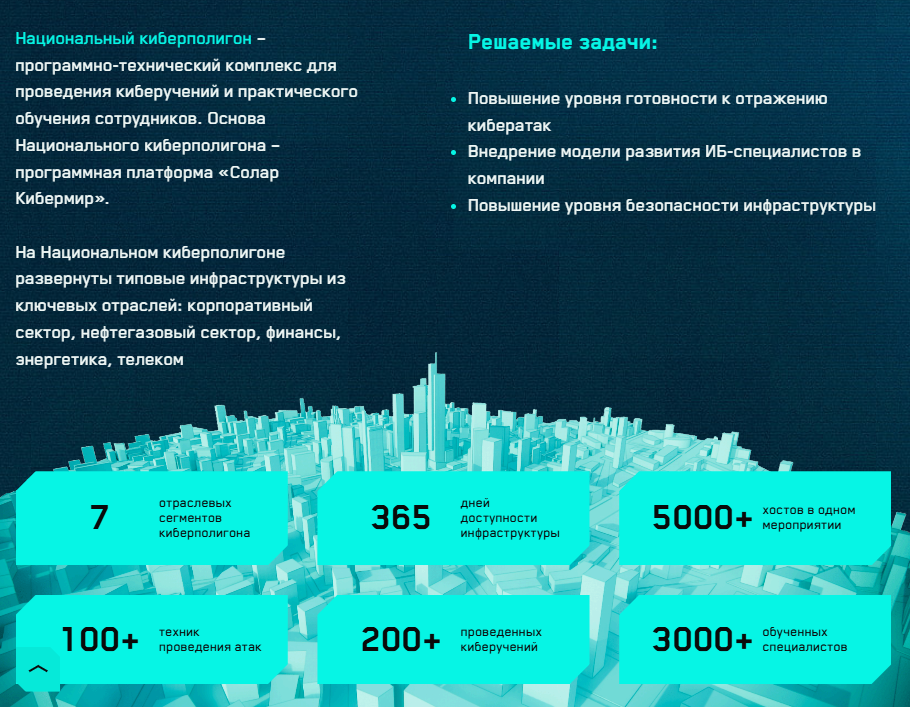 Национальный киберполигон –
программно-технический комплекс для
проведения киберучений и практического
обучения сотрудников. Основа
Национального киберполигона –
программная платформа «Солар
Кибермир».
На Национальном киберполигоне
развернуты типовые инфраструктуры из
ключевых отраслей: корпоративный
сектор, нефтегазовый сектор, финансы,
энергетика, телеком
Решаемые задачи:
Повышение уровня готовности к отражению
кибератак
Внедрение модели развития ИБ-специалистов в
компании
Повышение уровня безопасности инфраструктуры
7
отраслевых
сегментов
киберполигона
365
дней
доступности
инфраструктуры
5000+
хостов в одном
мероприятии
100+
техник
проведения атак
200+
проведенных
киберучений
3000+
обученных
специалистов